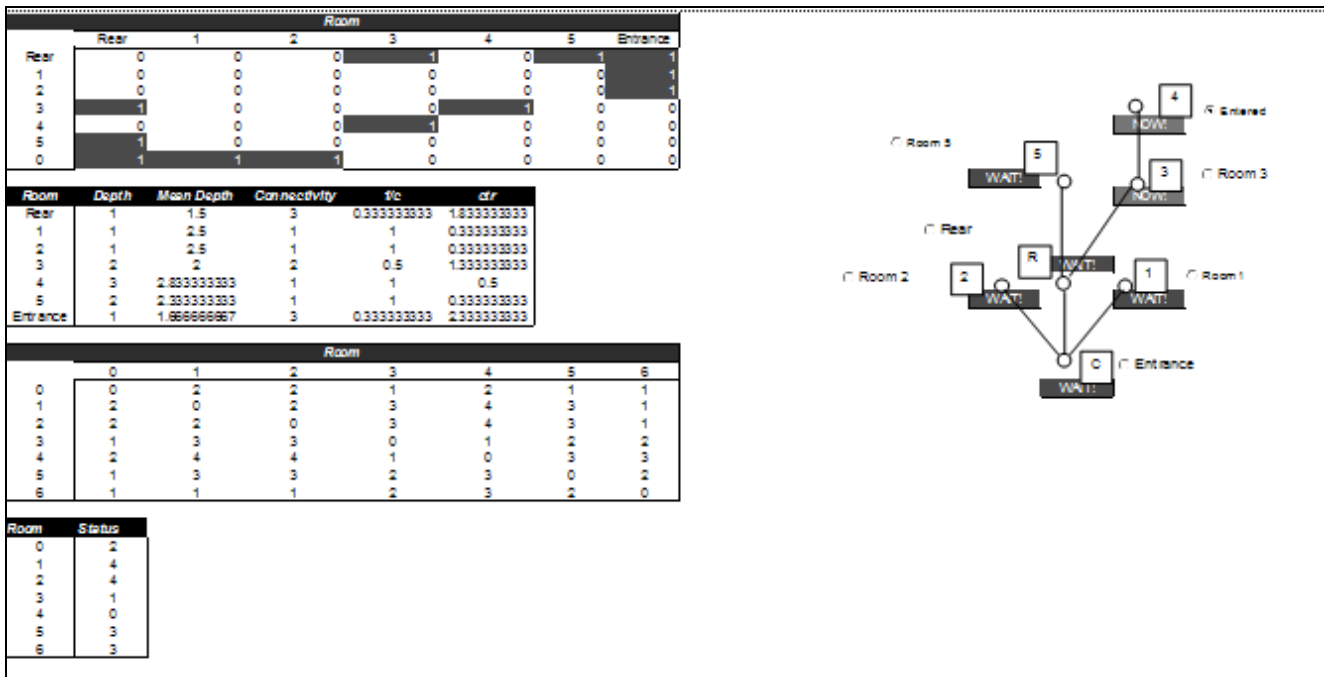 Room
Rear 1 2 3 4 5 Entrance
Rear 0 0 0 1 0 1 1
1 0 0 0 0 0 0 1
2 0 0 0 0 0 0 1
3 1 0 0 0 1 0 0
4 0 0 0 1 0 0 0
5 1 0 0 0 0 0 0
0 1 1 1 0 0 0 0
Room Depth Mean Depth Connectivity 1/c ctr
Rear 1 1.5 3 0.333333333 1.833333333
1 1 2.5 1 1 0.333333333
2 1 2.5 1 1 0.333333333
3 2 2 2 0.5 1.333333333
4 3 2.833333333 1 1 0.5
5 2 2.333333333 1 1 0.333333333
Entrance 1 1.666666667 3 0.333333333 2.333333333
Room
0 1 2 3 4 5 6
0 0 2 2 1 2 1 1
1 2 0 2 3 4 3 1
2 2 2 0 3 4 3 1
3 1 3 3 0 1 2 2
4 2 4 4 1 0 3 3
5 1 3 3 2 3 0 2
6 1 1 1 2 3 2 0
Room Status
0 2
1 4
2 4
3 1
4 0
5 3
6 3
4
Entered
NOW!
Room 5
5
WAIT!
3
Room 3
NOW!
Rear
R
WAIT!
Room 2
2
WAIT!
1
Room 1
WAIT!
C
Entrance
WAIT!